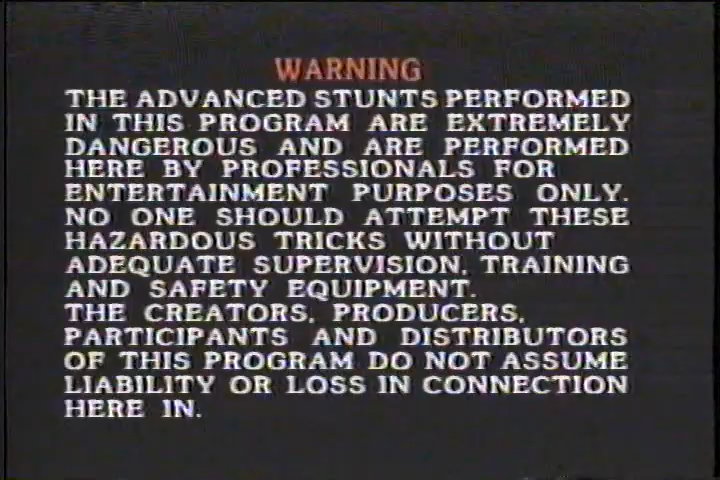 WARNING
THE ADVANCED STUNTS PERFORMED
IN THIS PROGRAM ARE EXTREMELY
DANGEROUS AND ARE PERFORMED
HERE BY PROFESSIONALS FOR
ENTERTAINMENT PURPOSES ONLY.
NO ONE SHOULD ATTEMPT THESE
HAZARDOUS TRICKS WITHOUT
ADEQUATE SUPERVISION, TRAINING
AND SAFETY EQUIPMENT.
THE CREATORS, PRODUCERS,
PARTICIPANTS AND DISTRIBUTORS
OF THIS PROGRAM DO NOT ASSUME
LIABILITY OR LOSS IN CONNECTION
HERE IN.